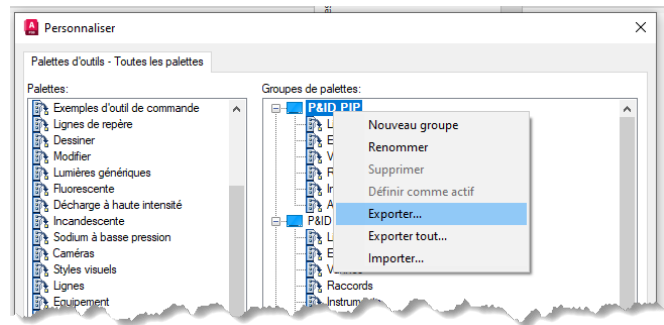 Personnaliser
Palettes d'outils - Toutes les palettes
Palettes:
Exemples d'outil de commande
Lignes de repère
Dessiner
Modifier
Lumières génériques
Fluorescente
Décharge à haute intensité
Incandescente
Sodium à basse pression
Caméras
Styles visuels
Lignes
Equipement
Groupes de palettes:
P&ID PIP
L
E
V
R
In
A
P&ID
L
E
Raccords
Nouveau groupe
Renommer
Supprimer
Définir comme actif
Exporter...
Exporter tout...
Importer...